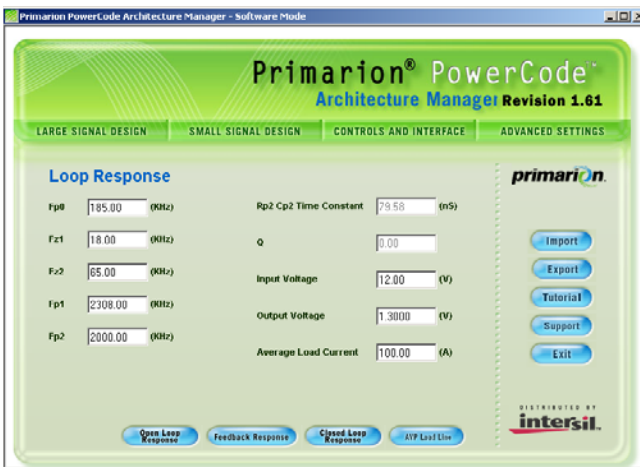 Primarion PowerCode Architecture Manager - Software Mode
Primarion® PowerCode™
Architecture Manager Revision 1.61
LARGE SIGNAL DESIGN SMALL SIGNAL DESIGN CONTROLS AND INTERFACE ADVANCED SETTINGS
Loop Response
primarion.
Fp0 185.00 (KHz) Rp2 Cp2 Time Constant 79.58 (nS)
Fz1 18.00 (KHz) Q 0.00
Import
Fz2 65.00 (KHz) Input Voltage 12.00 (V)
Export
Tutorial
Fp1 2308.00 (KHz) Output Voltage 1.3000 (V)
Support
Fp2 2000.00 (KHz) Average Load Current 100.00 (A)
Exit
DISTRIBUTED BY
intersil™
Open Loop Response Feedback Response Closed Loop Response AVP Load Line